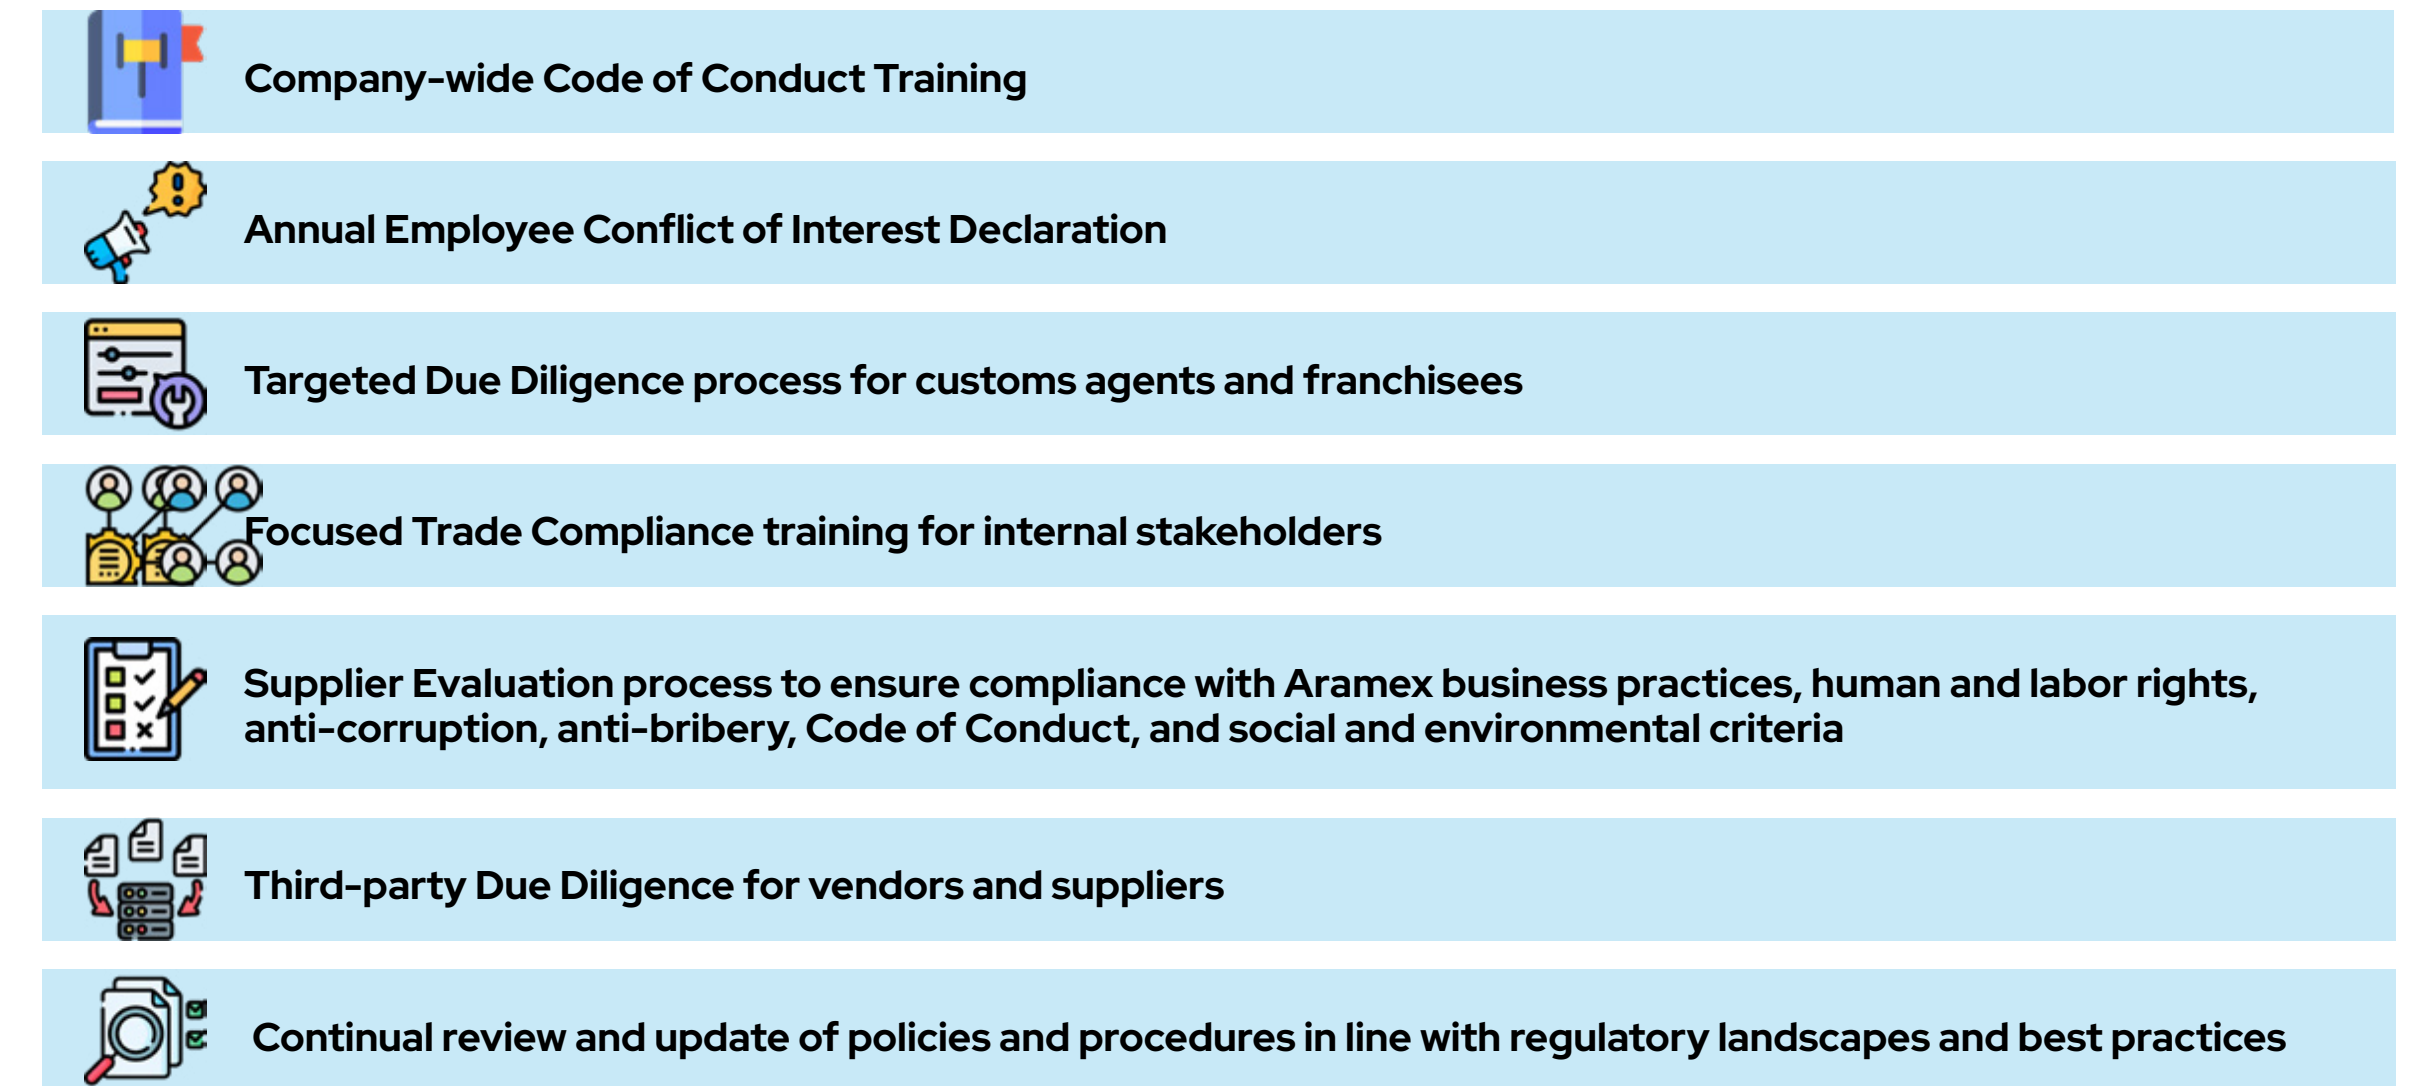 Company-wide Code of Conduct Training
Annual Employee Conflict of Interest Declaration
Targeted Due Diligence process for customs agents and franchisees
Focused Trade Compliance training for internal stakeholders
Supplier Evaluation process to ensure compliance with Aramex business practices, human and labor rights,
anti-corruption, anti-bribery, Code of Conduct, and social and environmental criteria
Third-party Due Diligence for vendors and suppliers
Continual review and update of policies and procedures in line with regulatory landscapes and best practices